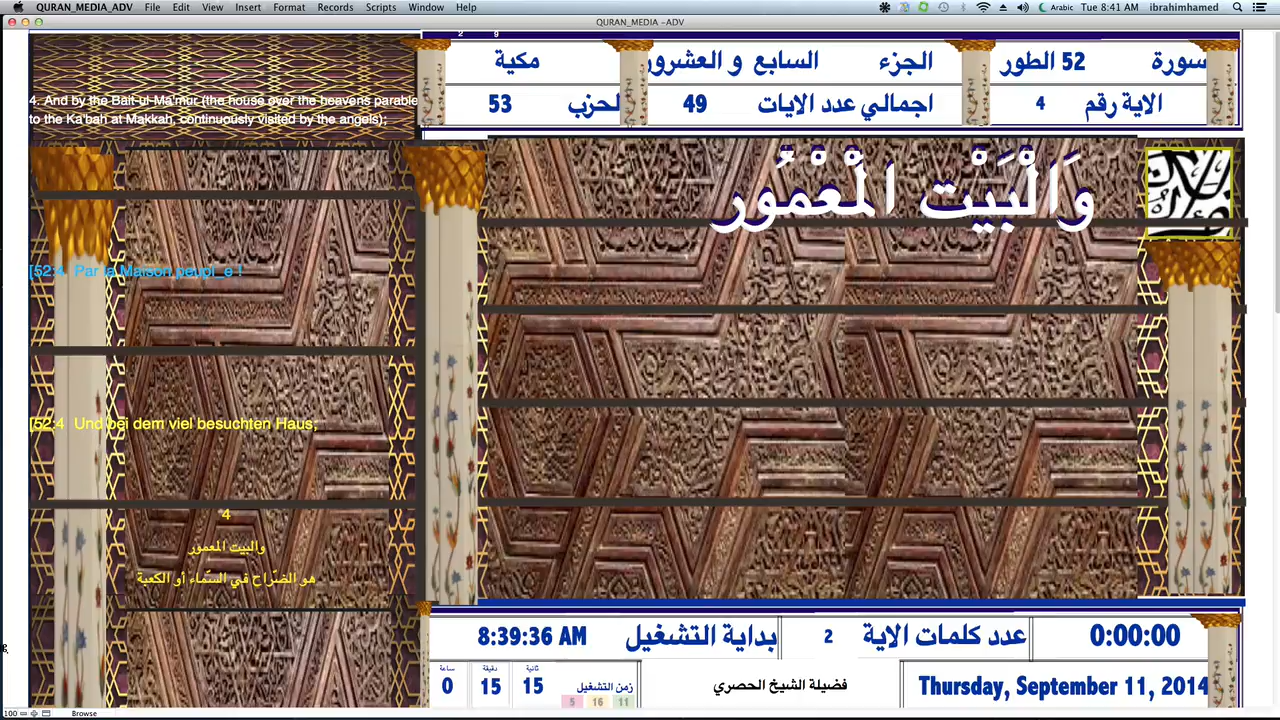 QURAN_MEDIA_ADV File Edit View Insert Format Records Scripts Window Help Arabic Tue 8:41 AM ibrahimhamed
QURAN_MEDIA -ADV
2 9
سورة 52 الطور الجزء السابع و العشرور مكية
الاية رقم 4 اجمالي عدد الايات 49 لحزب 53
4. And by the Bait-ul-Ma'mur (the house over the heavens parable
to the Ka'bah at Makkah, continuously visited by the angels);
وَالْبَيْت الْمَعْمُور
[52:4 Par la Maison peupl_e !
[52:4 Und bei dem viel besuchten Haus;
4
والبيت المعمور
هو الضّراح في السّماء أو الكعبة
0:00:00 عدد كلمات الاية 2 بداية التشغيل 8:39:36 AM
ثانية دقيقة ساعة
Thursday, September 11, 2014 فضيلة الشيخ الحصري زمن التشغيل 15 15 0
5 16 11
100 Browse